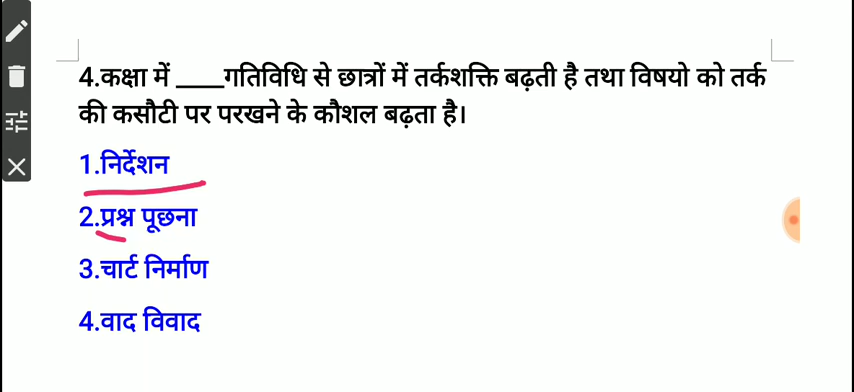 4.कक्षा में ____गतिविधि से छात्रों में तर्कशक्ति बढ़ती है तथा विषयो को तर्क
की कसौटी पर परखने के कौशल बढ़ता है।
1.निर्देशन
2.प्रश्न पूछना
3.चार्ट निर्माण
4.वाद विवाद